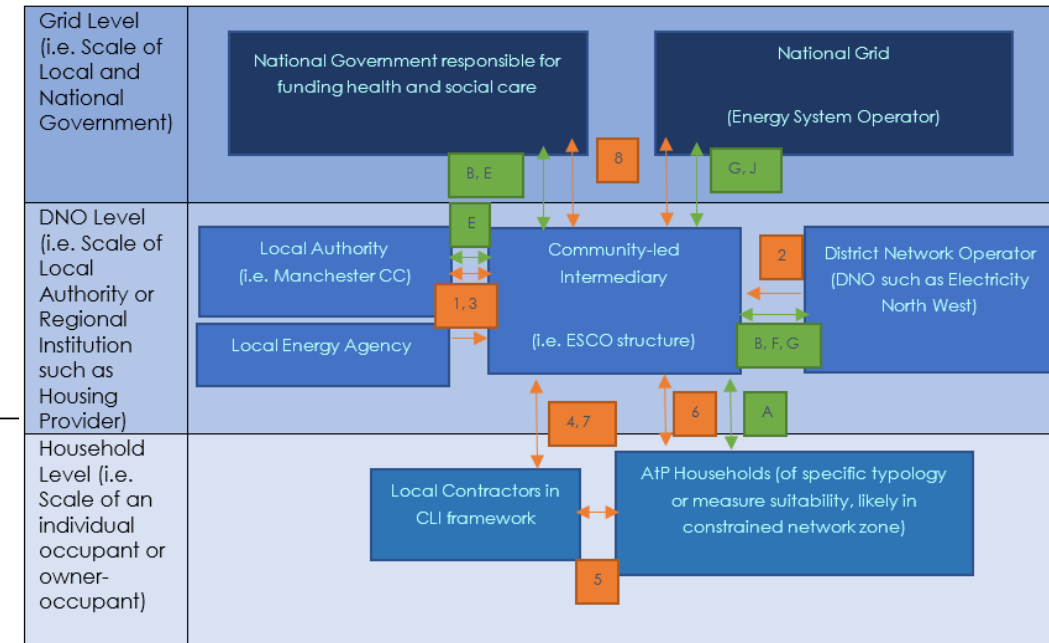 Grid Level
(i.e. Scale of
Local and
National
Government)
National Government responsible for
funding health and social care
National Grid
(Energy System Operator)
8
B, E
G, J
DNO Level
(i.e. Scale of
Local
Authority or
Regional
Institution
such as
Housing
Provider)
E
Local Authority
(i.e. Manchester CC)
1, 3
Local Energy Agency
Community-led
Intermediary
(i.e. ESCO structure)
2
District Network Operator
(DNO such as Electricity
North West)
B, F, G
4, 7
6
A
Household
Level (i.e.
Scale of an
individual
occupant or
owner-
occupant)
Local Contractors in
CLI framework
AtP Households (of specific typology
or measure suitability, likely in
constrained network zone)
5